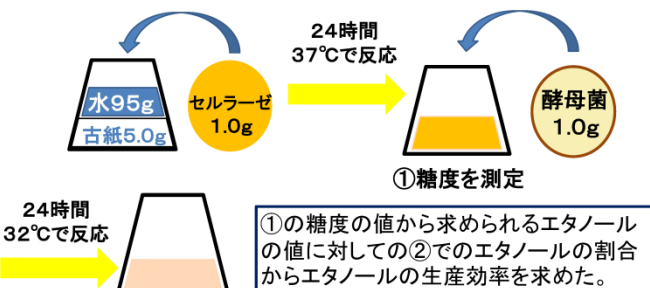 24時間
37℃で反応
水95g
古紙5.0g
セルラーゼ
1.0g
酵母菌
1.0g
①糖度を測定
24時間
32℃で反応
①の糖度の値から求められるエタノール
の値に対しての②でのエタノールの割合
からエタノールの生産効率を求めた。